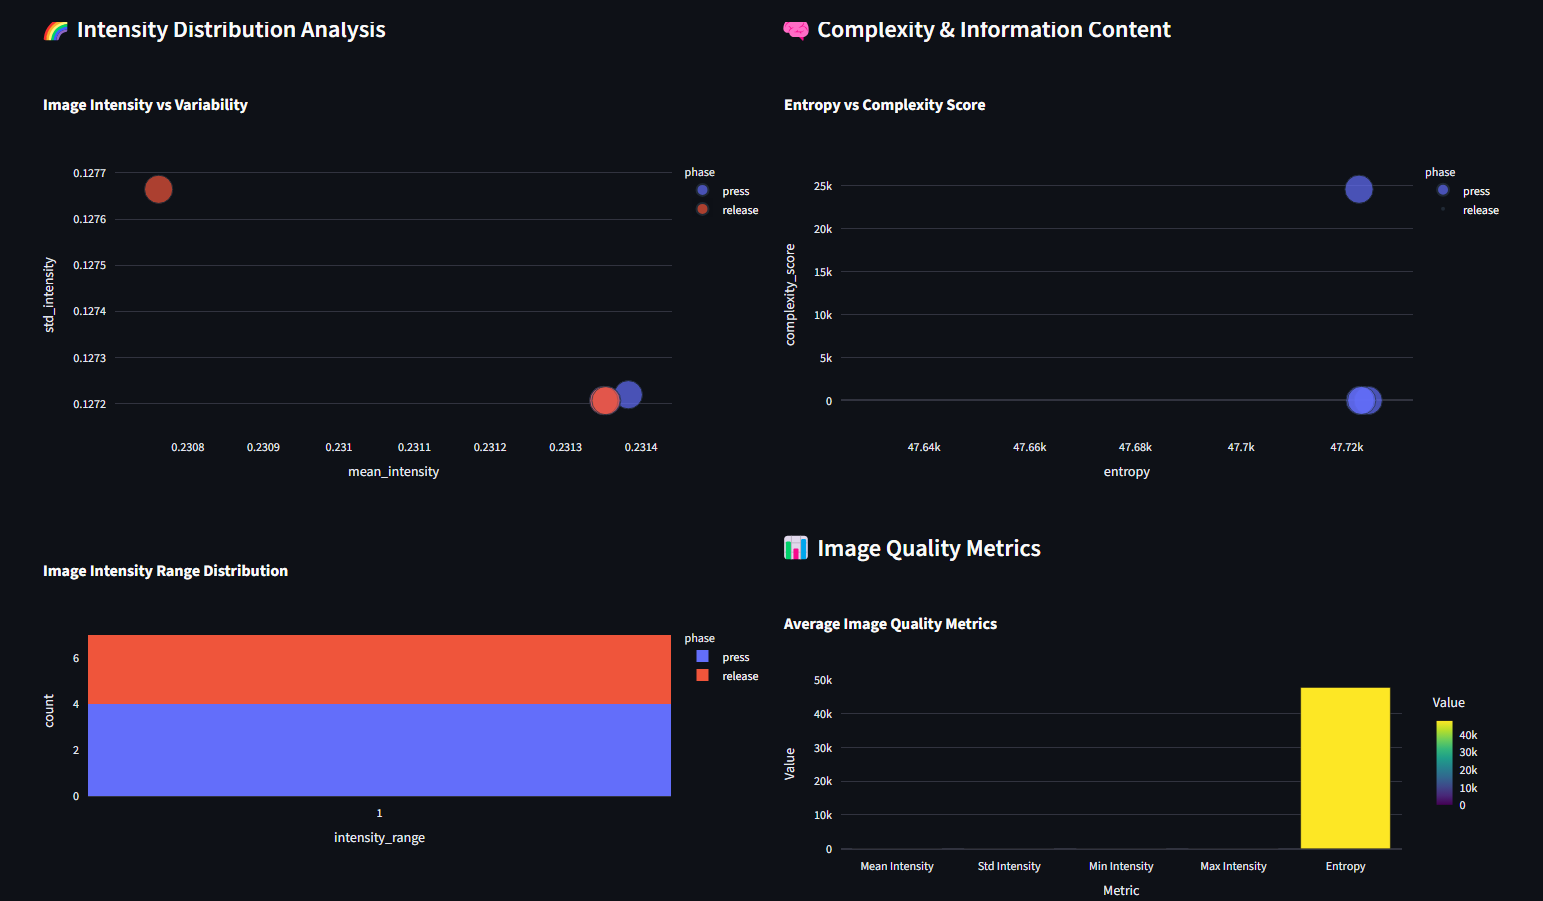 Intensity Distribution Analysis
Image Intensity vs Variability
0.1277
0.1276
0.1275
0.1274
0.1273
0.1272
std_intensity
0.2308
0.2309
0.231
0.2311
0.2312
0.2313
0.2314
mean_intensity
phase
press
release
Complexity & Information Content
Entropy vs Complexity Score
25k
20k
15k
10k
5k
0
complexity_score
47.64k
47.66k
47.68k
47.7k
47.72k
entropy
phase
press
release
Image Intensity Range Distribution
6
4
2
0
count
1
intensity_range
phase
press
release
Image Quality Metrics
Average Image Quality Metrics
50k
40k
30k
20k
10k
0
Value
Mean Intensity
Std Intensity
Min Intensity
Max Intensity
Entropy
Metric
Value
40k
30k
20k
10k
0